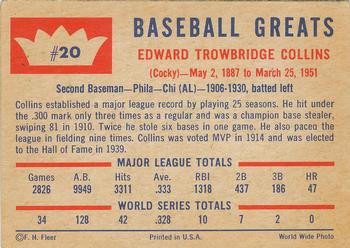 #20
BASEBALL GREATS
EDWARD TROWBRIDGE COLLINS
(Cocky)—May 2, 1887 to March 25, 1951
Second Baseman—Phila—Chi (AL)—1906-1930, batted left
Collins established a major league record by playing 25 seasons. He hit under
the .300 mark only three times as a regular and was a champion base stealer,
swiping 81 in 1910. Twice he stole six bases in one game. He also paced the
league in fielding nine times. Collins was voted MVP in 1914 and was elected
to the Hall of Fame in 1939.
MAJOR LEAGUE TOTALS
Games A.B. Hits Av. RBI 2B 3B HR
2826 9949 3311 .333 1318 437 186 47
WORLD SERIES TOTALS
34 128 42 .328 10 7 2 0
© F. H. Fleer Printed in U.S.A. World Wide Photo